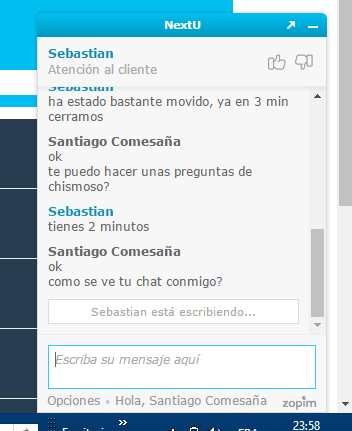 NextU
Sebastian
Atención al cliente
Sebastian
ha estado bastante movido, ya en 3 min
cerramos
Santiago Comesaña
ok
te puedo hacer unas preguntas de
chismoso?
Sebastian
tienes 2 minutos
Santiago Comesaña
ok
como se ve tu chat conmigo?
Sebastian está escribiendo...
Escriba su mensaje aquí
Opciones • Hola, Santiago Comesaña
zopim
23:58